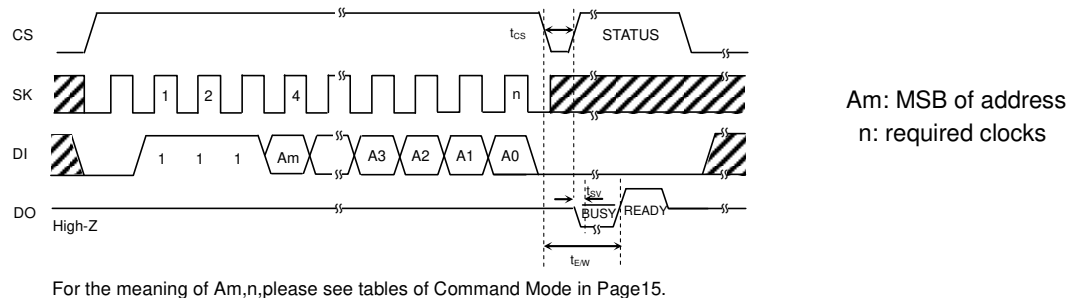 CS
tCS
STATUS
SK
1 2 4 n
DI
1 1 1 Am A3 A2 A1 A0
tSV
DO
BUSY READY
High-Z
tE/W
Am: MSB of address
n: required clocks
For the meaning of Am,n,please see tables of Command Mode in Page15.